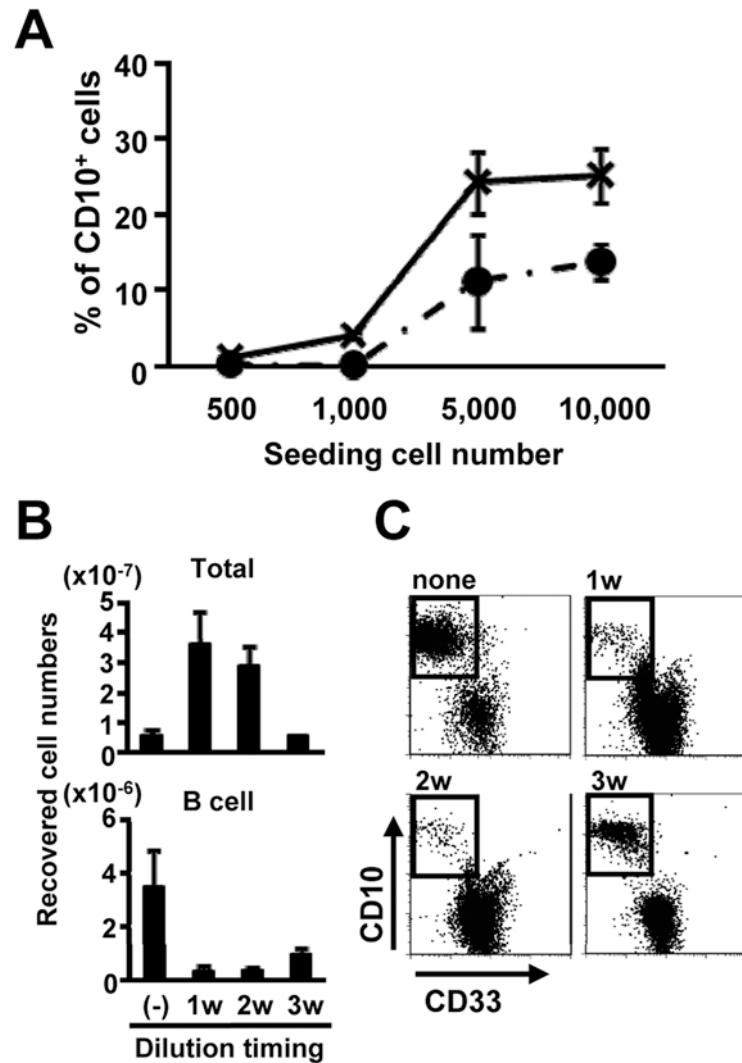 A
% of CD10⁺ cells
40
30
20
10
0
500 1,000 5,000 10,000
Seeding cell number
B
(x10⁻⁷)
Total
5
4
3
2
1
0
Recovered cell numbers
(x10⁻⁶)
B cell
6
4
2
0
(-) 1w 2w 3w
Dilution timing
C
none 1w
2w 3w
CD10
CD33